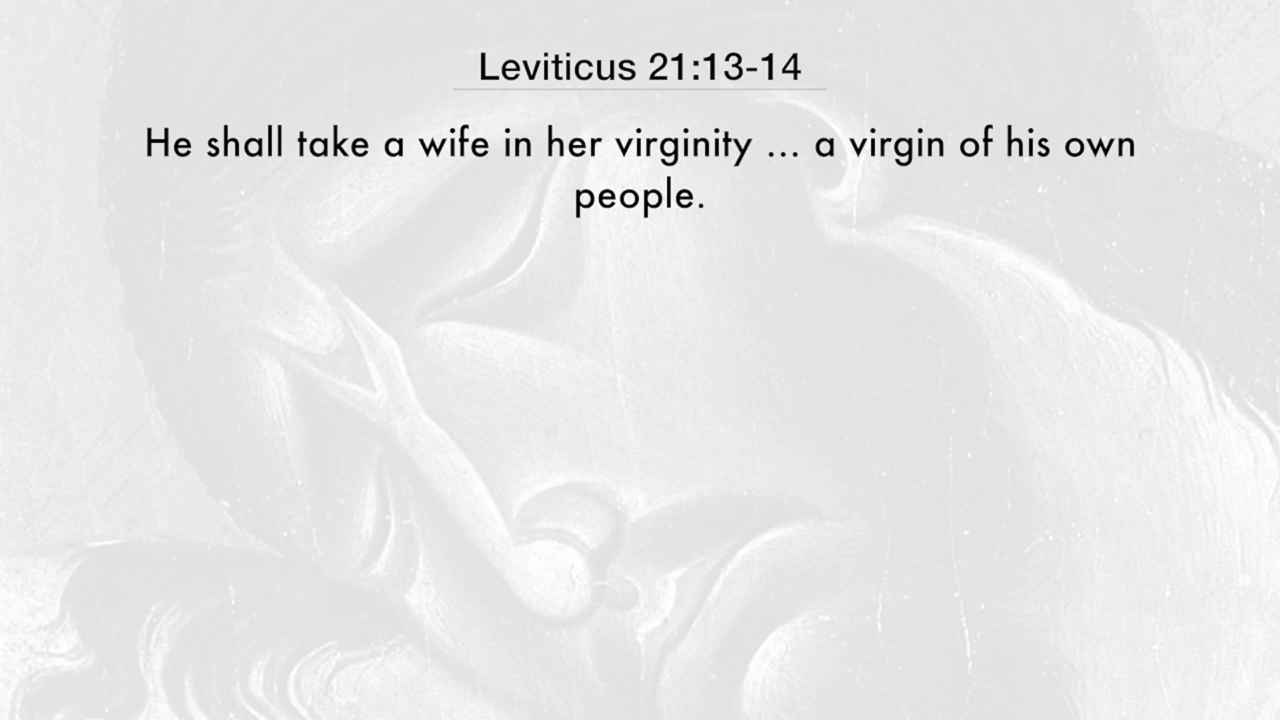 Leviticus 21:13-14
He shall take a wife in her virginity ... a virgin of his own
people.